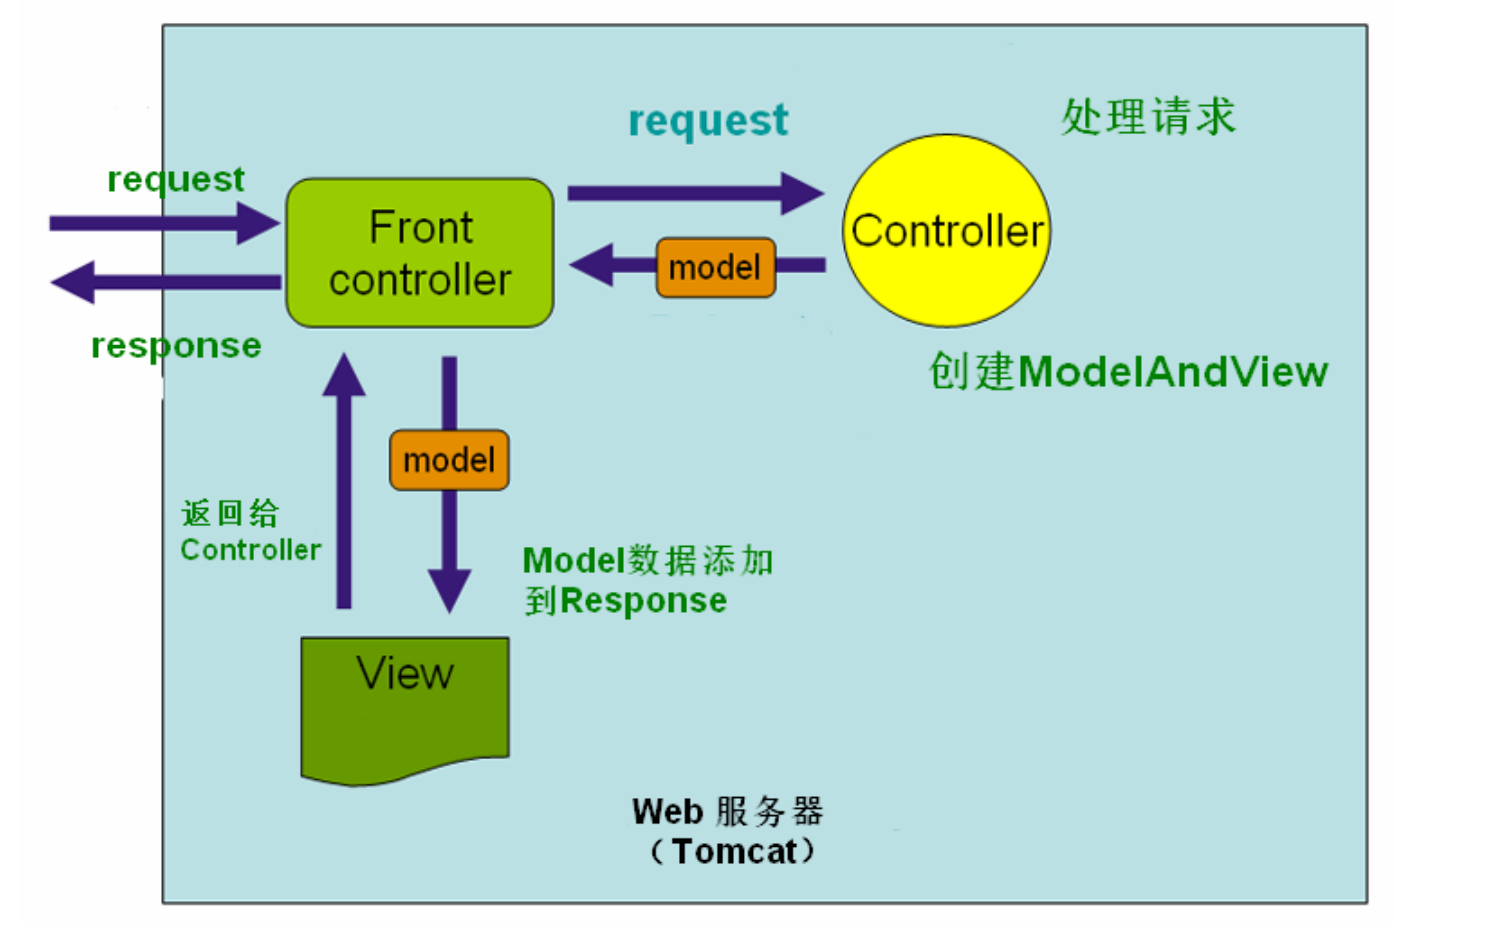 request
处理请求
request
Front
controller
Controller
model
response
创建ModelAndView
model
返回给
Controller
Model数据添加
到Response
View
Web 服务器
（Tomcat）